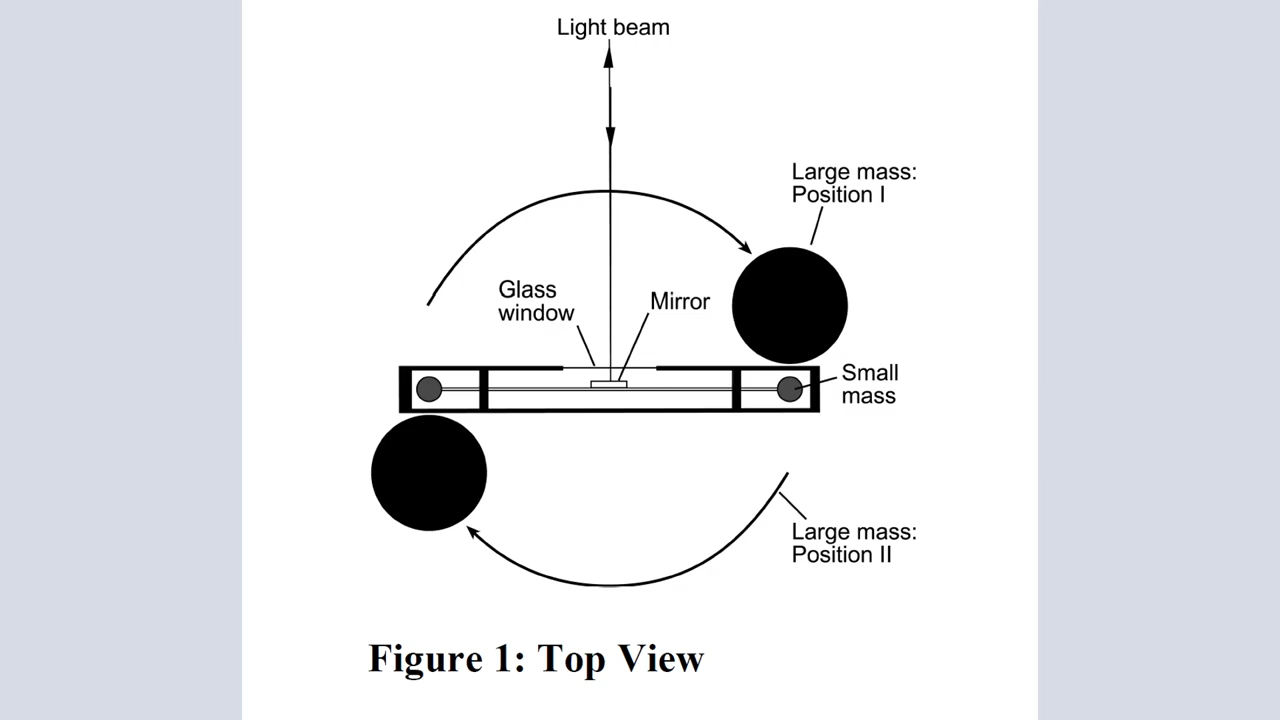 Light beam
Large mass:
Position I
Glass
window
Mirror
Small
mass
Large mass:
Position II
Figure 1: Top View